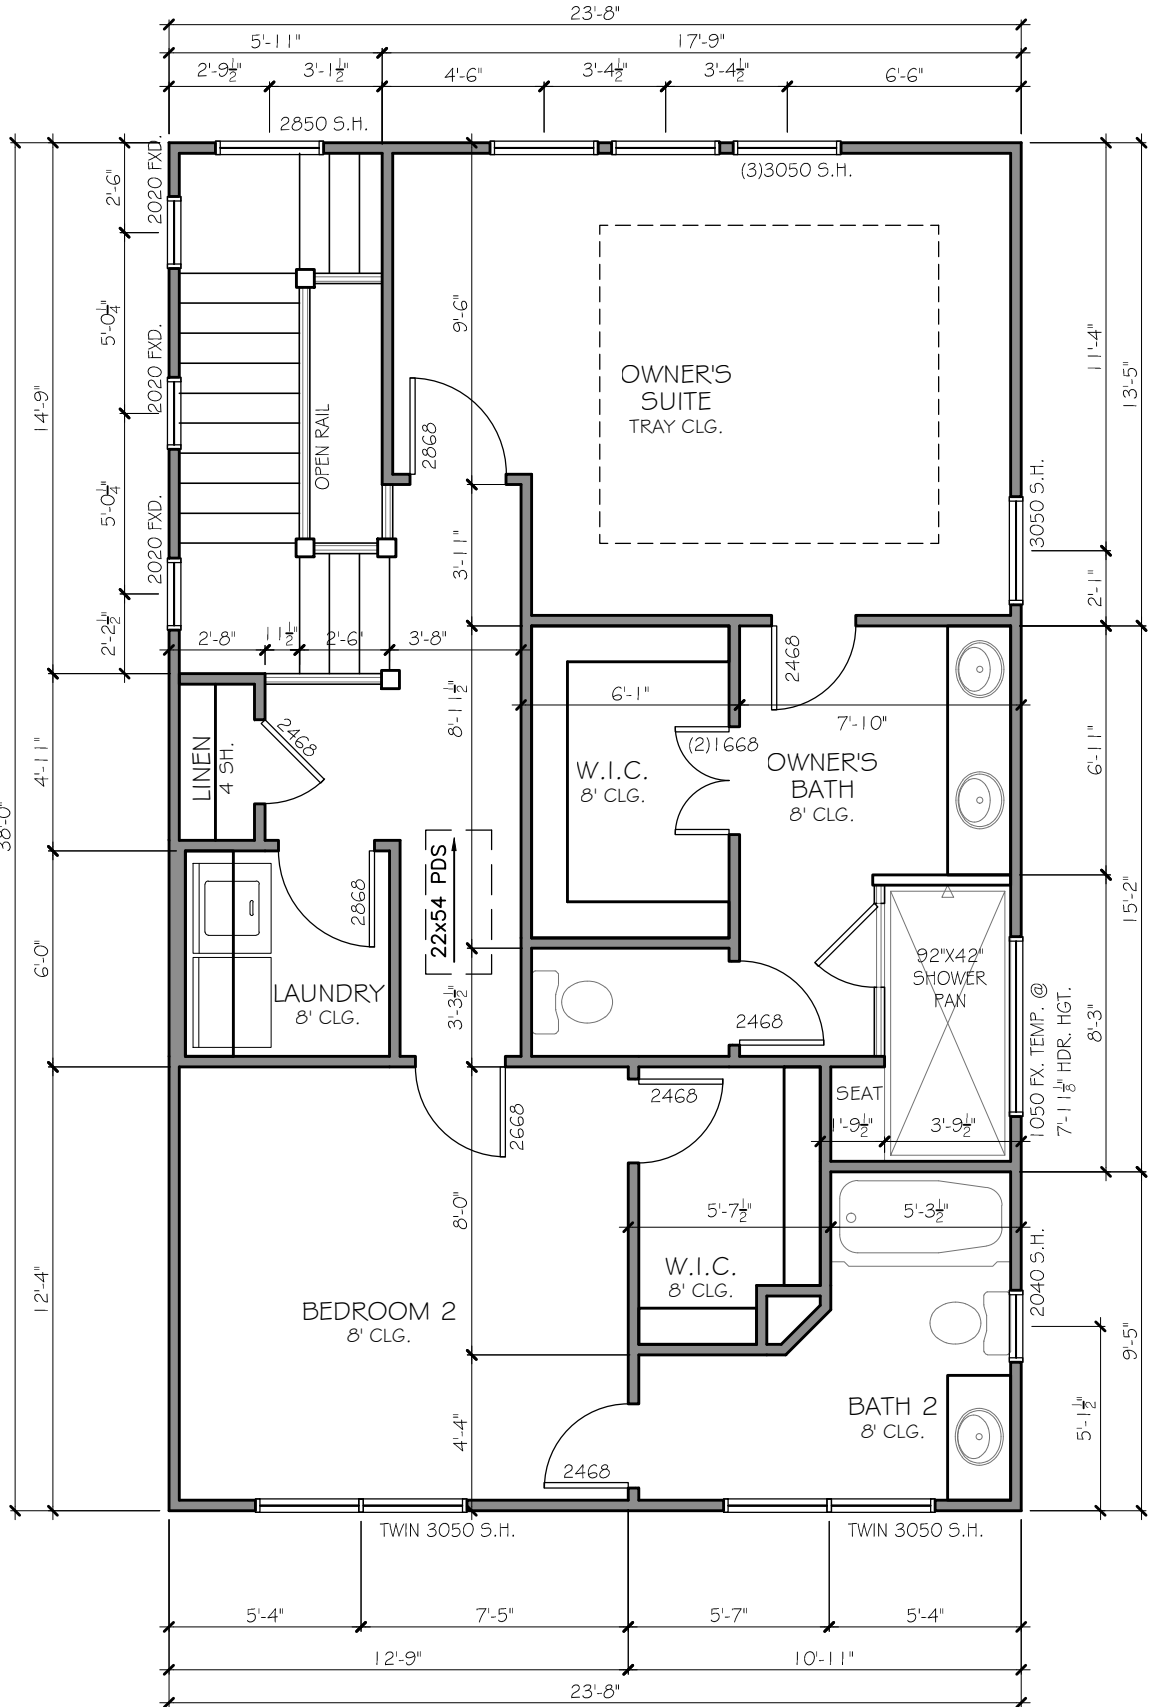 23'-8"
5'-11"
17'-9"
2'-9½"
3'-1½"
4'-6"
3'-4½"
3'-4½"
6'-6"
2850 S.H.
(3)3050 S.H.
2020 FXD.
2'-6"
9'-6"
5'-0¼"
2020 FXD.
11'-4"
13'-5"
14'-9"
OWNER'S
SUITE
TRAY CLG.
OPEN RAIL
2868
5'-0¼"
2020 FXD.
3050 S.H.
3'-11"
2'-1"
2'-2½"
2'-8"
1½"
2'-6"
3'-8"
2468
6'-1"
7'-10"
8'-11½"
2468
(2)1668
LINEN
4 SH.
W.I.C.
8' CLG.
OWNER'S
BATH
8' CLG.
6'-11"
4'-11"
38'-0"
22x54 PDS
2868
15'-2"
6'-0"
92"X42"
SHOWER
PAN
LAUNDRY
8' CLG.
3'-3½"
2468
1050 FX. TEMP. @
7'-11⅛" HDR. HGT.
8'-3"
2468
SEAT
2668
1'-9½"
3'-9½"
8'-0"
5'-7½"
5'-3½"
W.I.C.
8' CLG.
2040 S.H.
12'-4"
BEDROOM 2
8' CLG.
9'-5"
BATH 2
8' CLG.
5'-1½"
4'-4"
2468
TWIN 3050 S.H.
TWIN 3050 S.H.
5'-4"
7'-5"
5'-7"
5'-4"
12'-9"
10'-11"
23'-8"